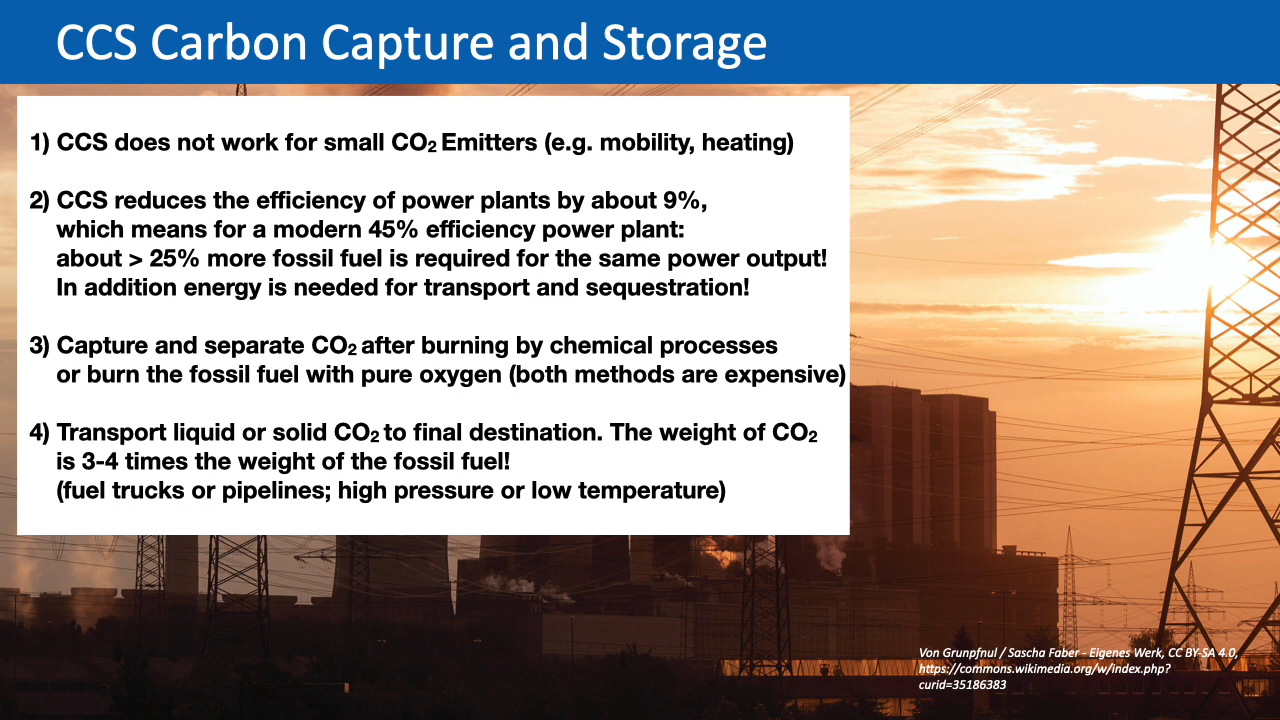 CCS Carbon Capture and Storage
1) CCS does not work for small CO₂ Emitters (e.g. mobility, heating)
2) CCS reduces the efficiency of power plants by about 9%,
which means for a modern 45% efficiency power plant:
about > 25% more fossil fuel is required for the same power output!
In addition energy is needed for transport and sequestration!
3) Capture and separate CO₂ after burning by chemical processes
or burn the fossil fuel with pure oxygen (both methods are expensive)
4) Transport liquid or solid CO₂ to final destination. The weight of CO₂
is 3-4 times the weight of the fossil fuel!
(fuel trucks or pipelines; high pressure or low temperature)
Von Grunpfnul / Sascha Faber - Eigenes Werk, CC BY-SA 4.0,
https://commons.wikimedia.org/w/index.php?
curid=35186383